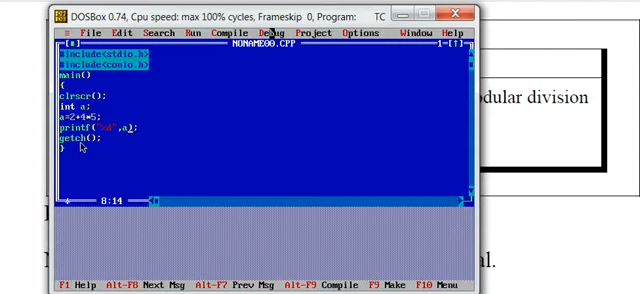 DOSBox 0.74, Cpu speed: max 100% cycles, Frameskip 0, Program: TC
≡ File Edit Search Run Compile Debug Project Options Window Help
[■] NONAME00.CPP 1=[↑]
#include<stdio.h>
#include<conio.h>
main()
{
clrscr();
int a;
a=2+4*5;
printf("%d",a);
getch();
}
8:14
F1 Help Alt-F8 Next Msg Alt-F7 Prev Msg Alt-F9 Compile F9 Make F10 Menu
dular division
al.